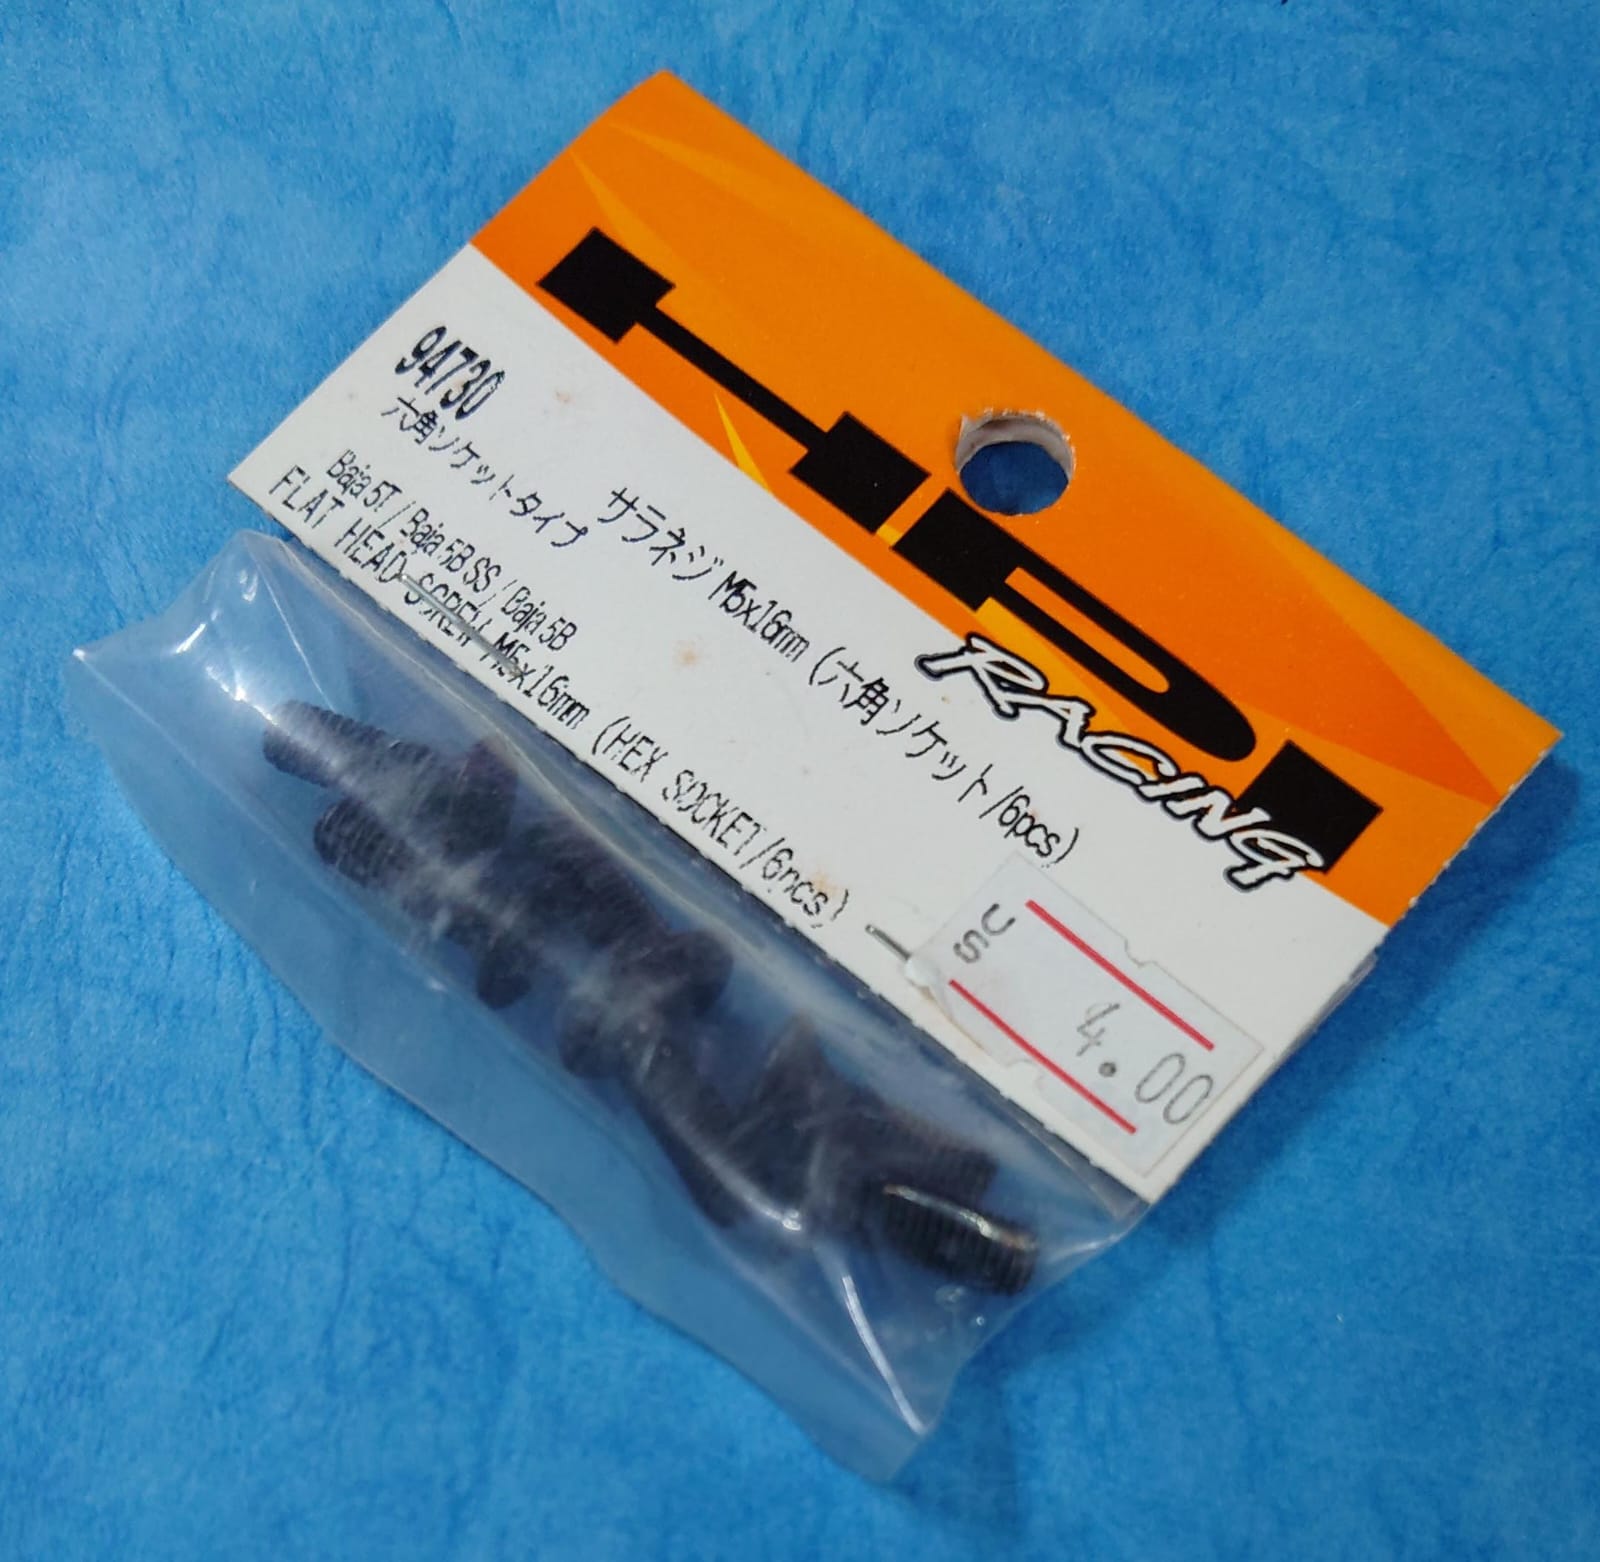 HPI
RACING
94730
サラネジ M5x16mm (六角ソケット/6pcs)
六角ソケットタイプ
Baja 5T / Baja 5B SS / Baja 5B
FLAT HEAD SCREW M5x16mm (HEX SOCKET/6pcs)
US
4.00